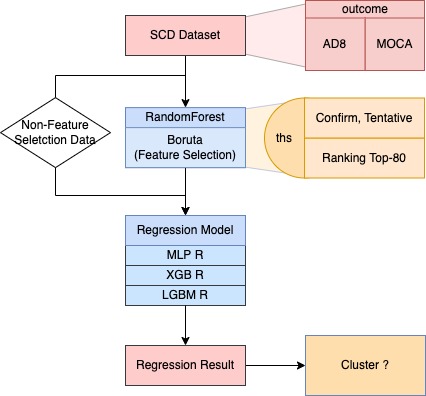 outcome
SCD Dataset
AD8
MOCA
Non-Feature
Seletction Data
RandomForest
Boruta
(Feature Selection)
ths
Confirm, Tentative
Ranking Top-80
Regression Model
MLP R
XGB R
LGBM R
Regression Result
Cluster ?